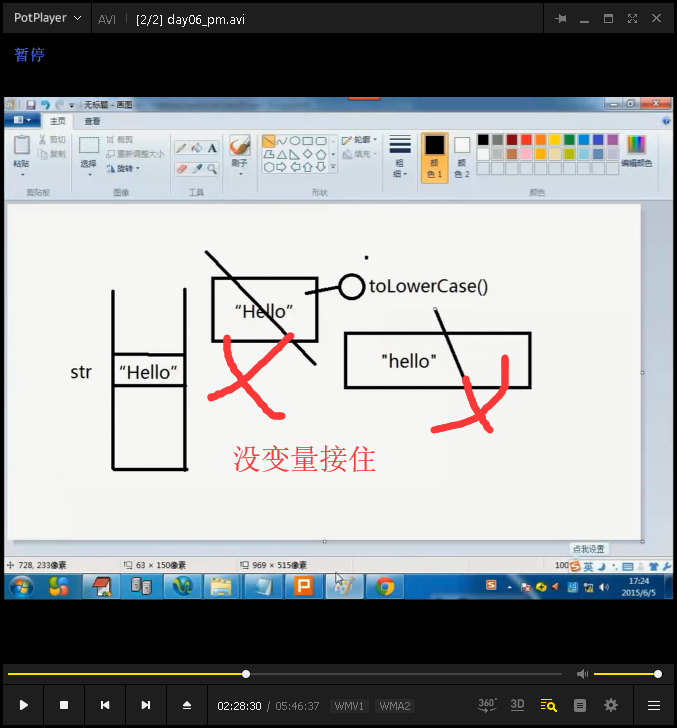 PotPlayer AVI [2/2] day06_pm.avi
暂停
无标题 - 画图
主页 查看
粘贴 剪切 复制 选择 裁剪 重新调整大小 旋转 A 刷子 轮廓 填充 粗细 颜色 1 颜色 2 编辑颜色
剪贴板 图像 工具 形状 颜色
toLowerCase()
“Hello”
"hello"
str “Hello”
没变量接住
点我设置
728, 233像素 63 × 150像素 969 × 515像素 100
英
17:24
2015/6/5
02:28:30 / 05:46:37 WMV1 WMA2 360° 3D